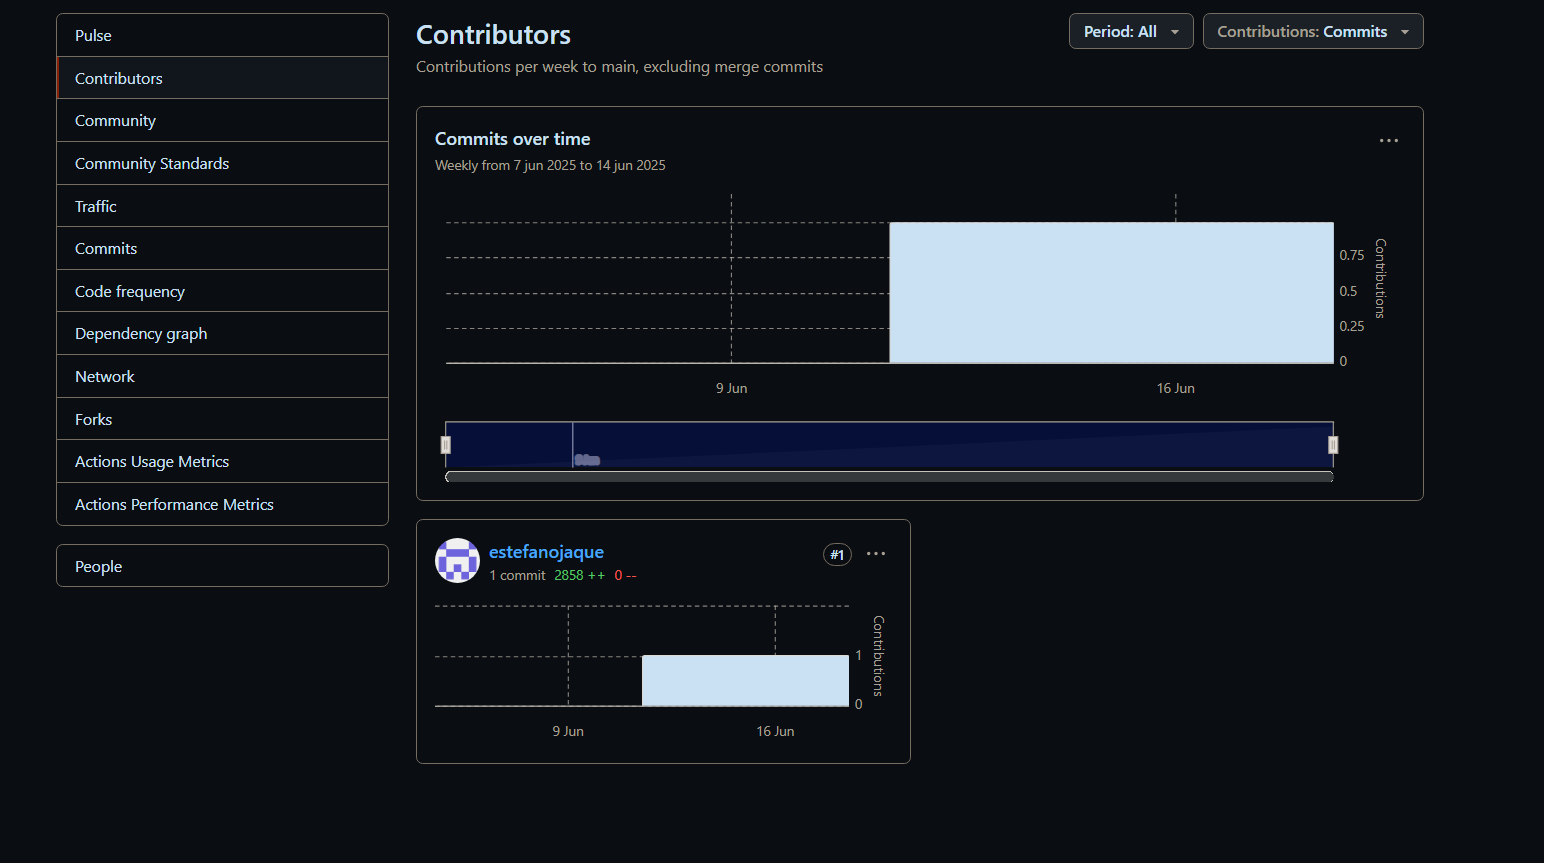 Pulse
Contributors
Community
Community Standards
Traffic
Commits
Code frequency
Dependency graph
Network
Forks
Actions Usage Metrics
Actions Performance Metrics
People
Contributors
Period: All
Contributions: Commits
Contributions per week to main, excluding merge commits
Commits over time
Weekly from 7 jun 2025 to 14 jun 2025
0.75
0.5
0.25
0
Contributions
9 Jun
16 Jun
estefanojaque
#1
1 commit 2858 ++ 0 --
1
0
Contributions
9 Jun
16 Jun